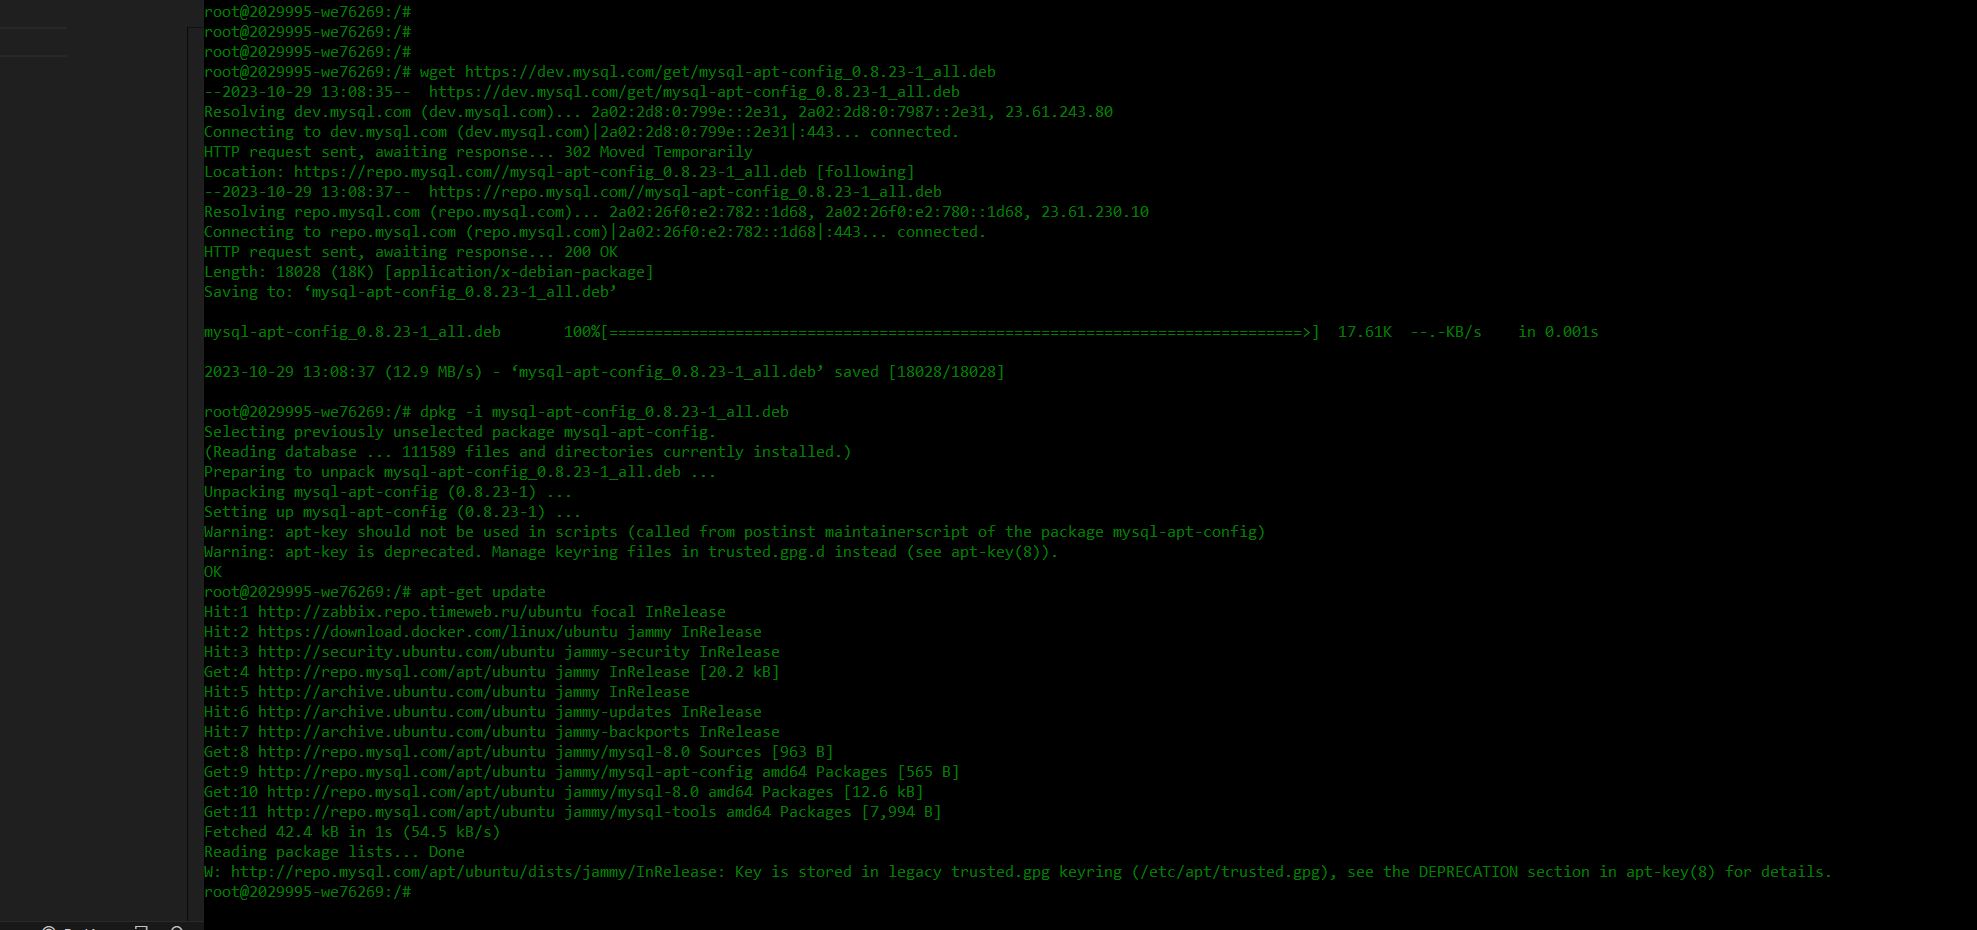 root@2029995-we76269:/#
root@2029995-we76269:/#
root@2029995-we76269:/#
root@2029995-we76269:/# wget https://dev.mysql.com/get/mysql-apt-config_0.8.23-1_all.deb
--2023-10-29 13:08:35--  https://dev.mysql.com/get/mysql-apt-config_0.8.23-1_all.deb
Resolving dev.mysql.com (dev.mysql.com)... 2a02:2d8:0:799e::2e31, 2a02:2d8:0:7987::2e31, 23.61.243.80
Connecting to dev.mysql.com (dev.mysql.com)|2a02:2d8:0:799e::2e31|:443... connected.
HTTP request sent, awaiting response... 302 Moved Temporarily
Location: https://repo.mysql.com//mysql-apt-config_0.8.23-1_all.deb [following]
--2023-10-29 13:08:37--  https://repo.mysql.com//mysql-apt-config_0.8.23-1_all.deb
Resolving repo.mysql.com (repo.mysql.com)... 2a02:26f0:e2:782::1d68, 2a02:26f0:e2:780::1d68, 23.61.230.10
Connecting to repo.mysql.com (repo.mysql.com)|2a02:26f0:e2:782::1d68|:443... connected.
HTTP request sent, awaiting response... 200 OK
Length: 18028 (18K) [application/x-debian-package]
Saving to: ‘mysql-apt-config_0.8.23-1_all.deb’
mysql-apt-config_0.8.23-1_all.deb       100%[=============================================================================>]  17.61K  --.-KB/s    in 0.001s
2023-10-29 13:08:37 (12.9 MB/s) - ‘mysql-apt-config_0.8.23-1_all.deb’ saved [18028/18028]
root@2029995-we76269:/# dpkg -i mysql-apt-config_0.8.23-1_all.deb
Selecting previously unselected package mysql-apt-config.
(Reading database ... 111589 files and directories currently installed.)
Preparing to unpack mysql-apt-config_0.8.23-1_all.deb ...
Unpacking mysql-apt-config (0.8.23-1) ...
Setting up mysql-apt-config (0.8.23-1) ...
Warning: apt-key should not be used in scripts (called from postinst maintainerscript of the package mysql-apt-config)
Warning: apt-key is deprecated. Manage keyring files in trusted.gpg.d instead (see apt-key(8)).
OK
root@2029995-we76269:/# apt-get update
Hit:1 http://zabbix.repo.timeweb.ru/ubuntu focal InRelease
Hit:2 https://download.docker.com/linux/ubuntu jammy InRelease
Hit:3 http://security.ubuntu.com/ubuntu jammy-security InRelease
Get:4 http://repo.mysql.com/apt/ubuntu jammy InRelease [20.2 kB]
Hit:5 http://archive.ubuntu.com/ubuntu jammy InRelease
Hit:6 http://archive.ubuntu.com/ubuntu jammy-updates InRelease
Hit:7 http://archive.ubuntu.com/ubuntu jammy-backports InRelease
Get:8 http://repo.mysql.com/apt/ubuntu jammy/mysql-8.0 Sources [963 B]
Get:9 http://repo.mysql.com/apt/ubuntu jammy/mysql-apt-config amd64 Packages [565 B]
Get:10 http://repo.mysql.com/apt/ubuntu jammy/mysql-8.0 amd64 Packages [12.6 kB]
Get:11 http://repo.mysql.com/apt/ubuntu jammy/mysql-tools amd64 Packages [7,994 B]
Fetched 42.4 kB in 1s (54.5 kB/s)
Reading package lists... Done
W: http://repo.mysql.com/apt/ubuntu/dists/jammy/InRelease: Key is stored in legacy trusted.gpg keyring (/etc/apt/trusted.gpg), see the DEPRECATION section in apt-key(8) for details.
root@2029995-we76269:/#